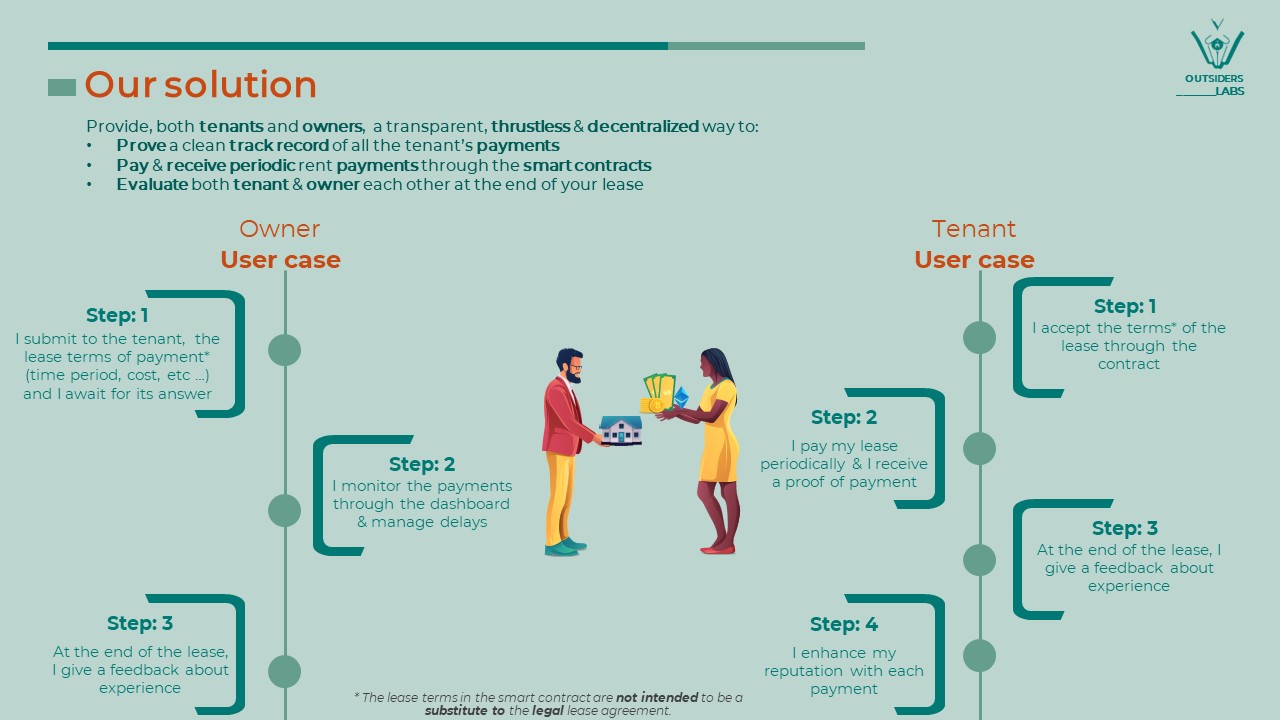 OUTSIDERS
______LABS
Our solution
Provide, both tenants and owners, a transparent, thrustless & decentralized way to:
• Prove a clean track record of all the tenant's payments
• Pay & receive periodic rent payments through the smart contracts
• Evaluate both tenant & owner each other at the end of your lease
Owner
User case
Step: 1
I submit to the tenant, the
lease terms of payment*
(time period, cost, etc ...)
and I await for its answer
Step: 2
I monitor the payments
through the dashboard
& manage delays
Step: 3
At the end of the lease,
I give a feedback about
experience
Tenant
User case
Step: 1
I accept the terms* of the
lease through the
contract
Step: 2
I pay my lease
periodically & I receive
a proof of payment
Step: 3
At the end of the lease, I
give a feedback about
experience
Step: 4
I enhance my
reputation with each
payment
* The lease terms in the smart contract are not intended to be a
substitute to the legal lease agreement.